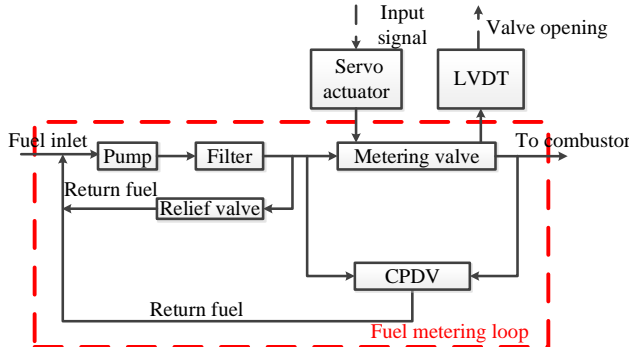 Input
signal
Valve opening
Servo
actuator
LVDT
Fuel inlet
To combustor
Pump
Filter
Metering valve
Return fuel
Relief valve
CPDV
Return fuel
Fuel metering loop